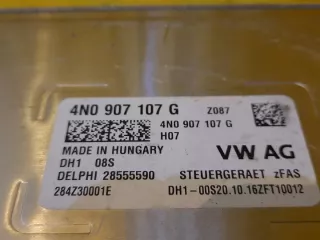 4N0 907 107 G Z087
4N0 907 107 G
H07
MADE IN HUNGARY
DH1 08S VW AG
DELPHI 28555590 STEUERGERAET zFAS
284Z30001E DH1-00S20.10.16ZFT10012